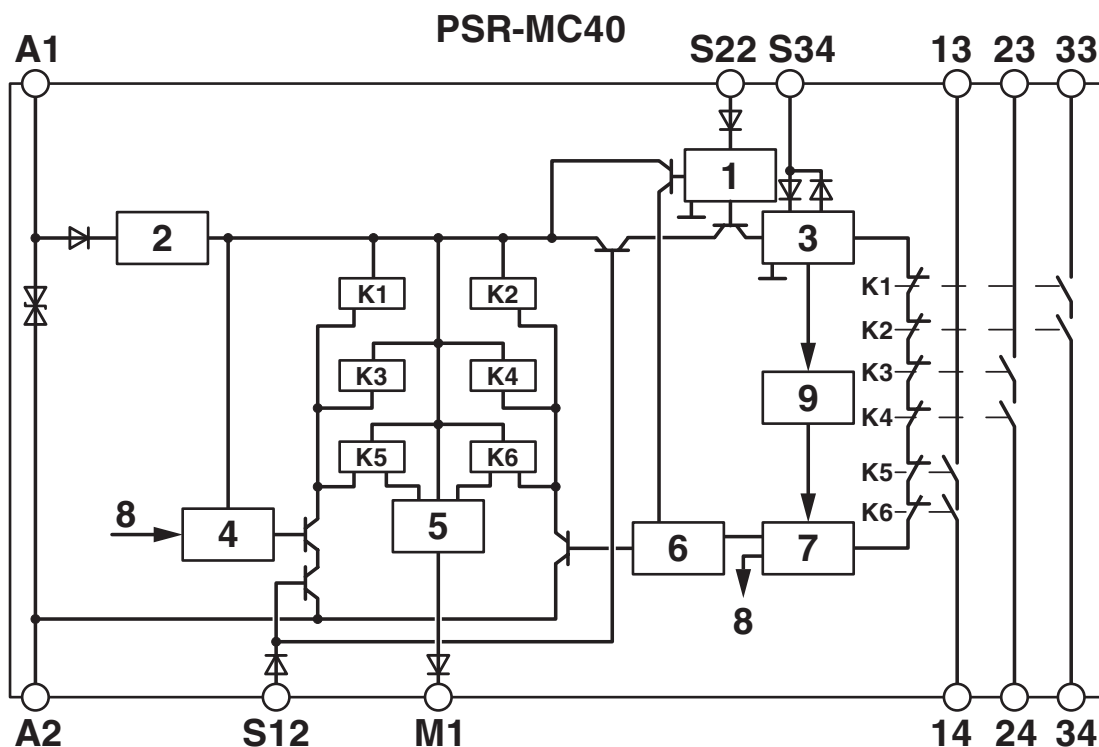 PSR-MC40
A1 S22 S34 13 23 33
1
2 3
K1 K2 K1
K2
K3 K4 9 K3
K4
K5 K6 K5
K6
8 4 5 6 7
8
A2 S12 M1 14 24 34